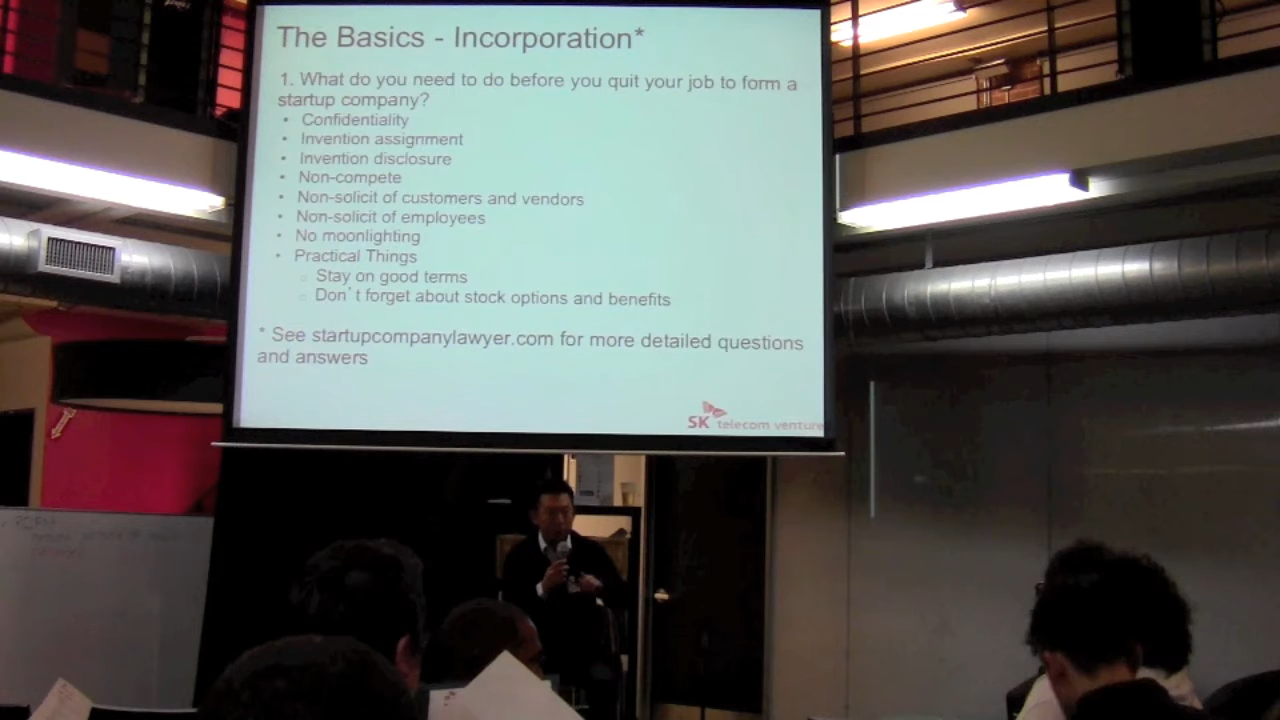 The Basics - Incorporation*
1. What do you need to do before you quit your job to form a
startup company?
• Confidentiality
• Invention assignment
• Invention disclosure
• Non-compete
• Non-solicit of customers and vendors
• Non-solicit of employees
• No moonlighting
• Practical Things
○ Stay on good terms
○ Don't forget about stock options and benefits
* See startupcompanylawyer.com for more detailed questions
and answers
SK telecom venture